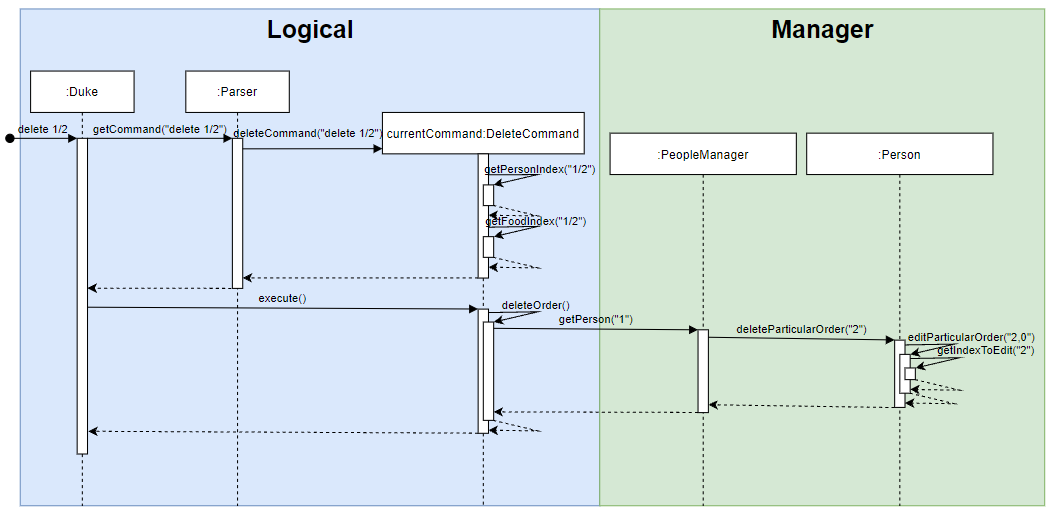 Logical
Manager
:Duke
:Parser
delete 1/2
getCommand("delete 1/2")
deleteCommand("delete 1/2")
currentCommand:DeleteCommand
:PeopleManager
:Person
getPersonIndex("1/2")
getFoodIndex("1/2")
execute()
deleteOrder()
getPerson("1")
deleteParticularOrder("2")
editParticularOrder("2,0")
getIndexToEdit("2")